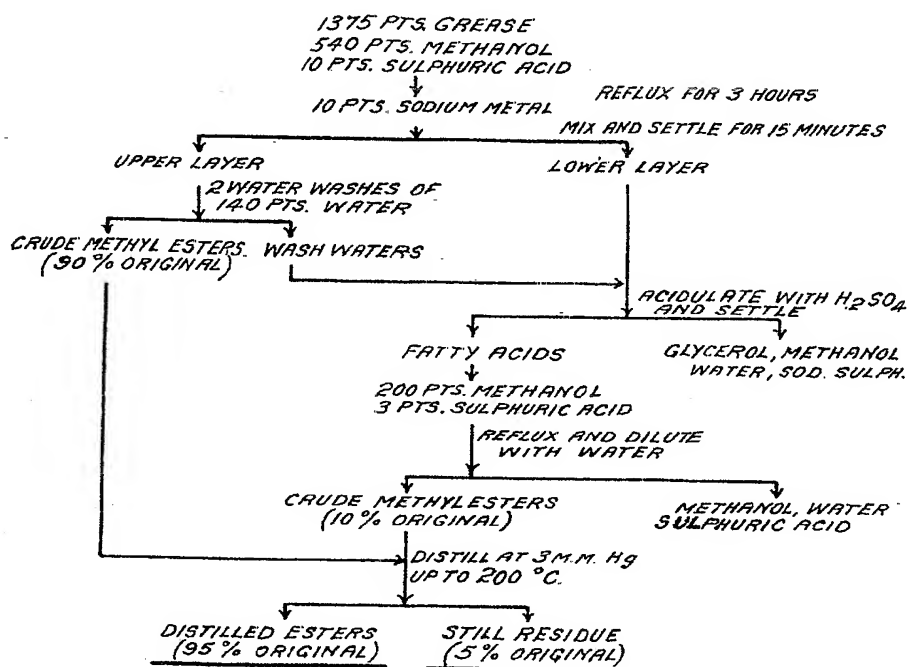 1375 PTS. GREASE
540 PTS. METHANOL
10 PTS. SULPHURIC ACID
REFLUX FOR 3 HOURS
10 PTS. SODIUM METAL
MIX AND SETTLE FOR 15 MINUTES
UPPER LAYER
LOWER LAYER
2 WATER WASHES OF
140 PTS. WATER
CRUDE METHYL ESTERS
(90% ORIGINAL)
WASH WATERS
ACIDULATE WITH H2SO4
AND SETTLE
FATTY ACIDS
GLYCEROL, METHANOL
WATER, SOD. SULPH.
200 PTS. METHANOL
3 PTS. SULPHURIC ACID
REFLUX AND DILUTE
WITH WATER
CRUDE METHYL ESTERS
(10% ORIGINAL)
METHANOL, WATER
SULPHURIC ACID
DISTILL AT 3 M.M. Hg
UP TO 200 °C.
DISTILLED ESTERS
(95% ORIGINAL)
STILL RESIDUE
(5% ORIGINAL)